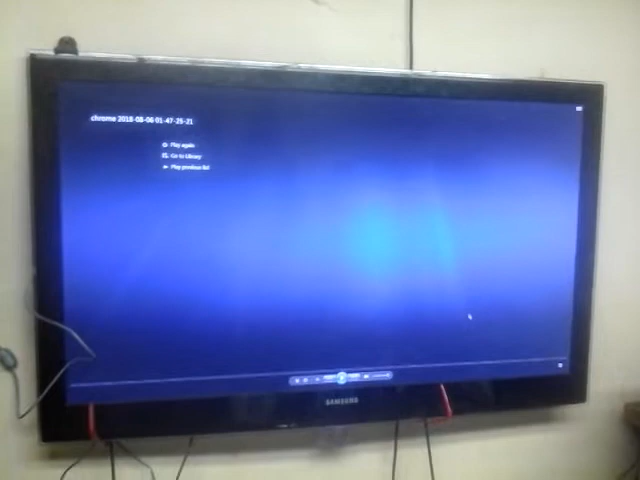 chrome 2018-08-06 01-47-25-21
Play again
Go to Library
Play previous list
SAMSUNG